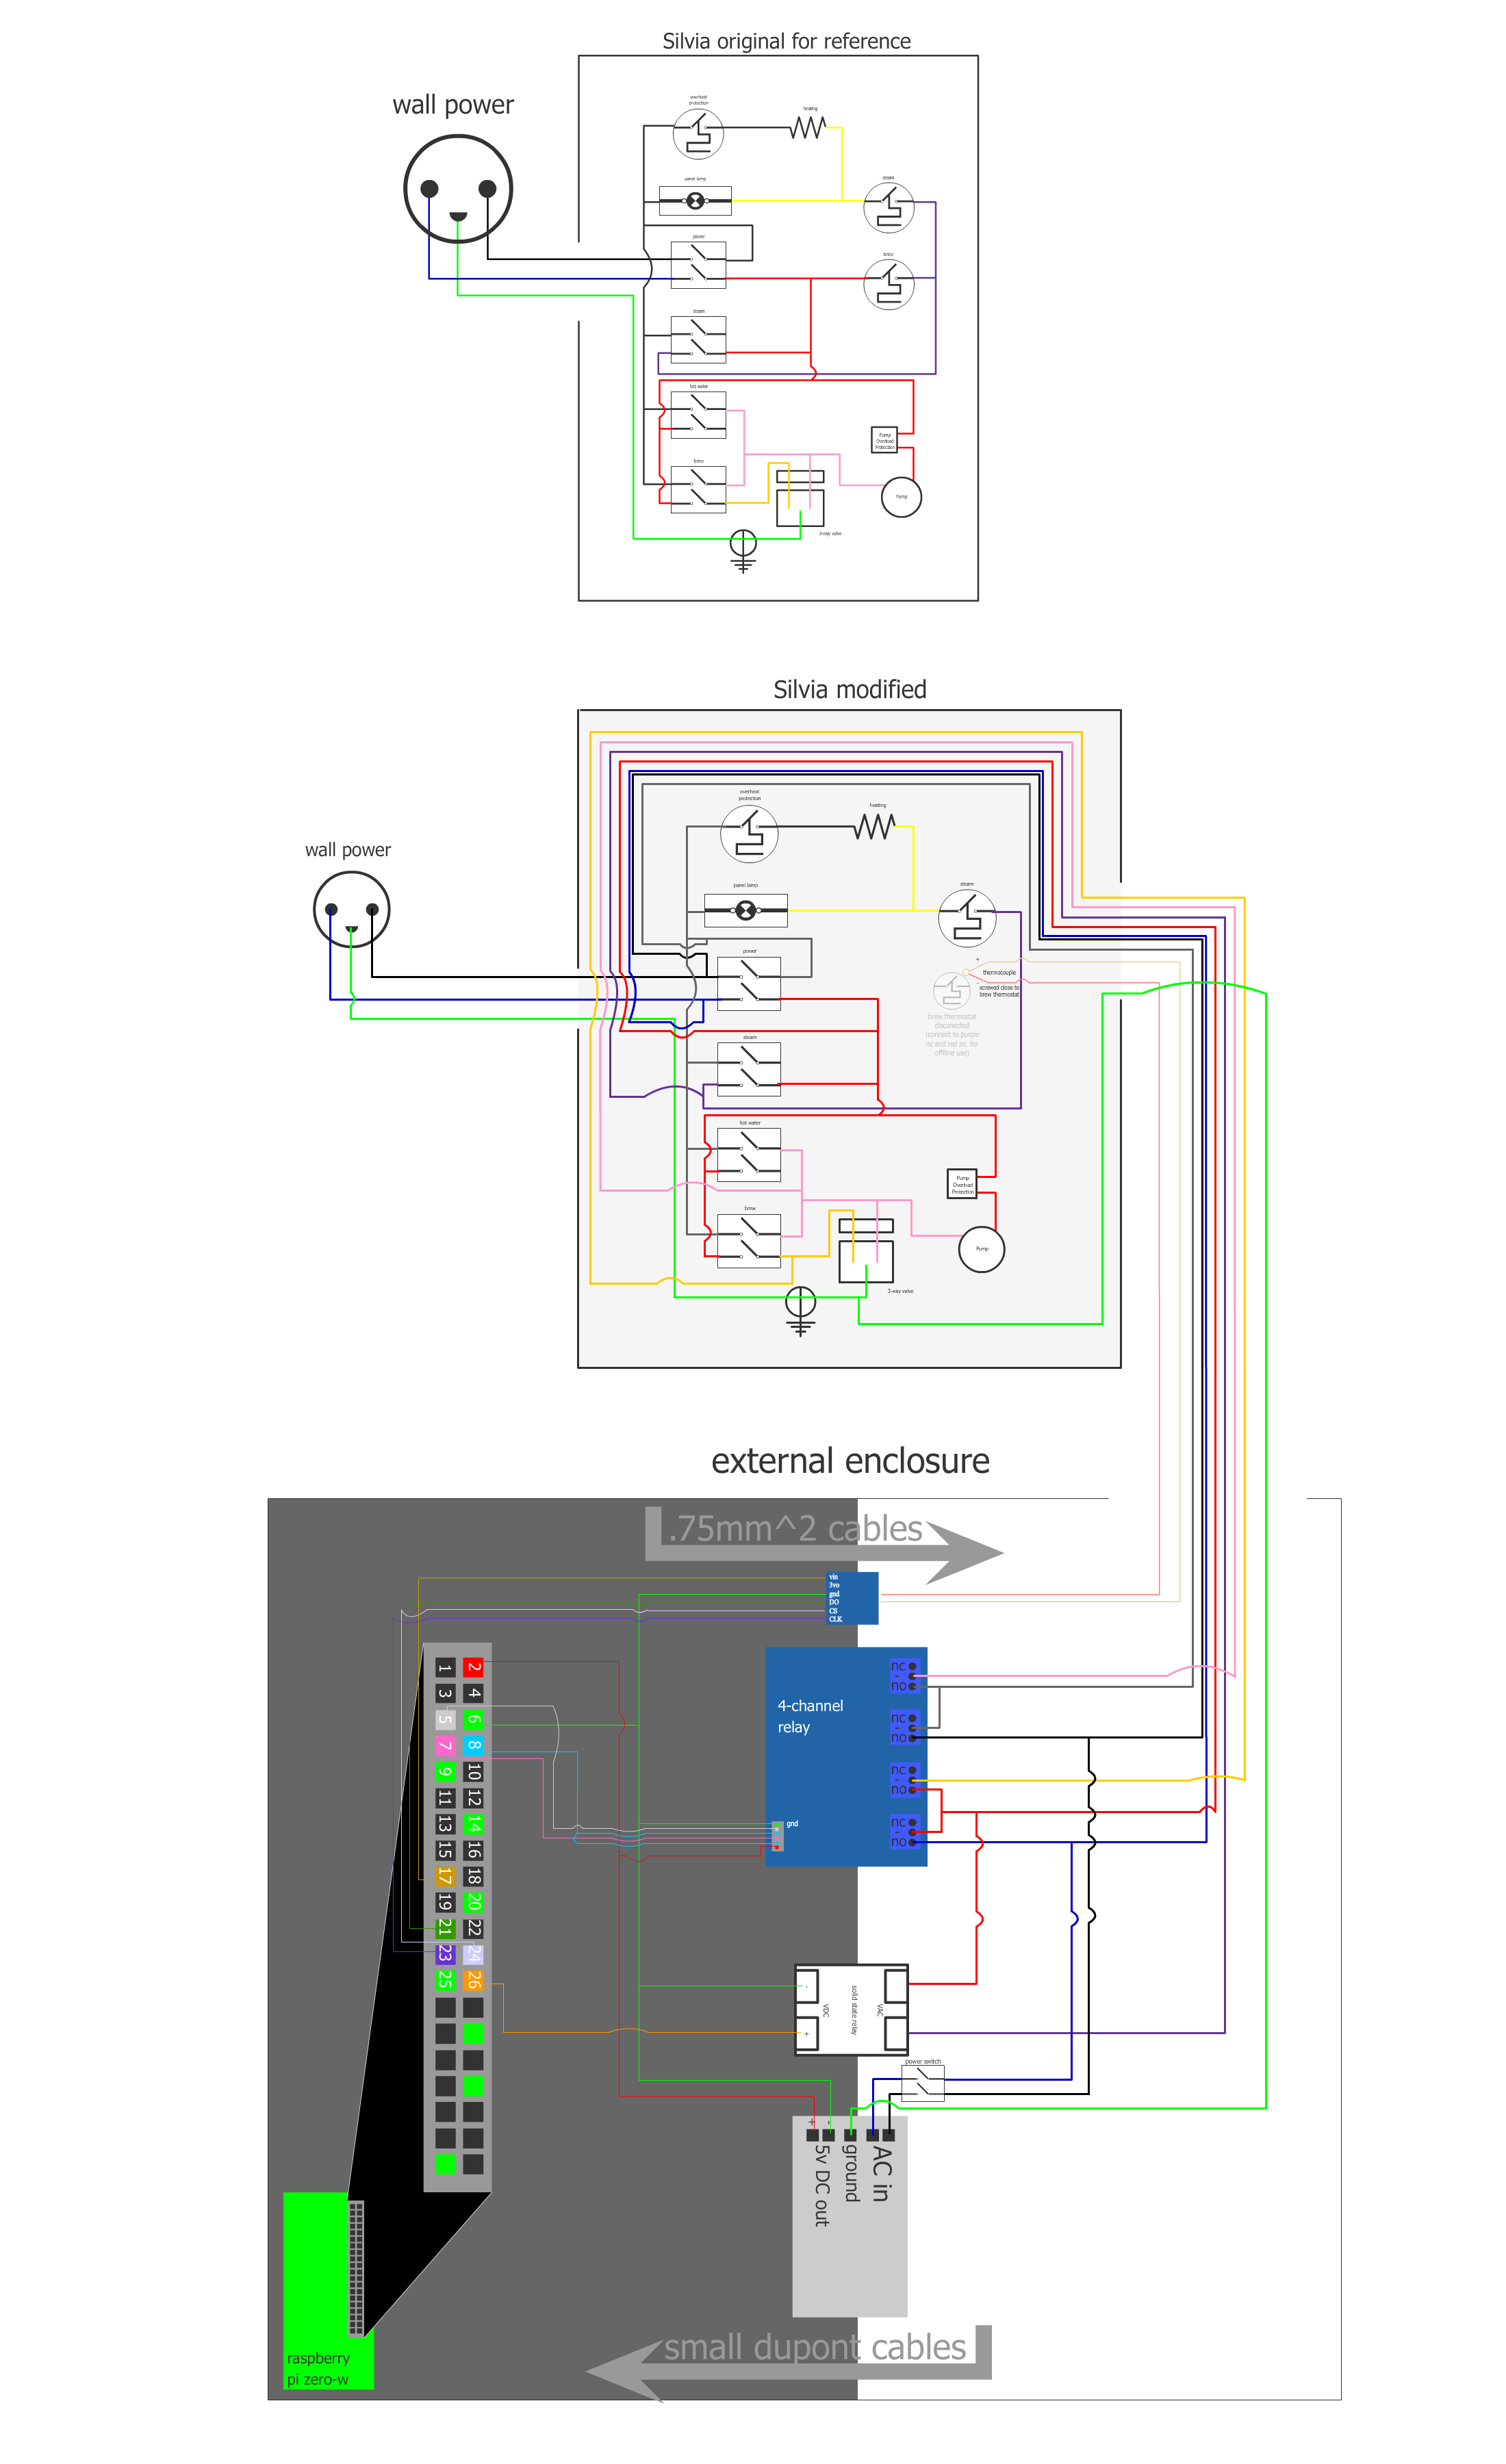 Silvia original for reference
wall power
overheat
protection
heating
panel lamp
steam
power
brew
steam
hot water
Pump
Overload
Protection
brew
Pump
3-way valve
Silvia modified
wall power
overheat
protection
heating
panel lamp
steam
power
+
thermocouple
-
screwed close to
brew thermostat
brew thermostat
disconected
(connect to purple
nc and red nc for
offline use)
steam
hot water
Pump
Overload
Protection
brew
Pump
3-way valve
external enclosure
.75mm^2 cables
vin
3vo
gnd
DO
CS
CLK
1 2
3 4
5 6
7 8
9 10
11 12
13 14
15 16
17 18
19 20
21 22
23 24
25 26
4-channel
relay
nc
-
no
nc
-
no
nc
-
no
nc
-
no
gnd
-
+
VDC
solid state relay
VAC
power switch
+
-
5v DC out
ground
AC in
small dupont cables
raspberry
pi zero-w